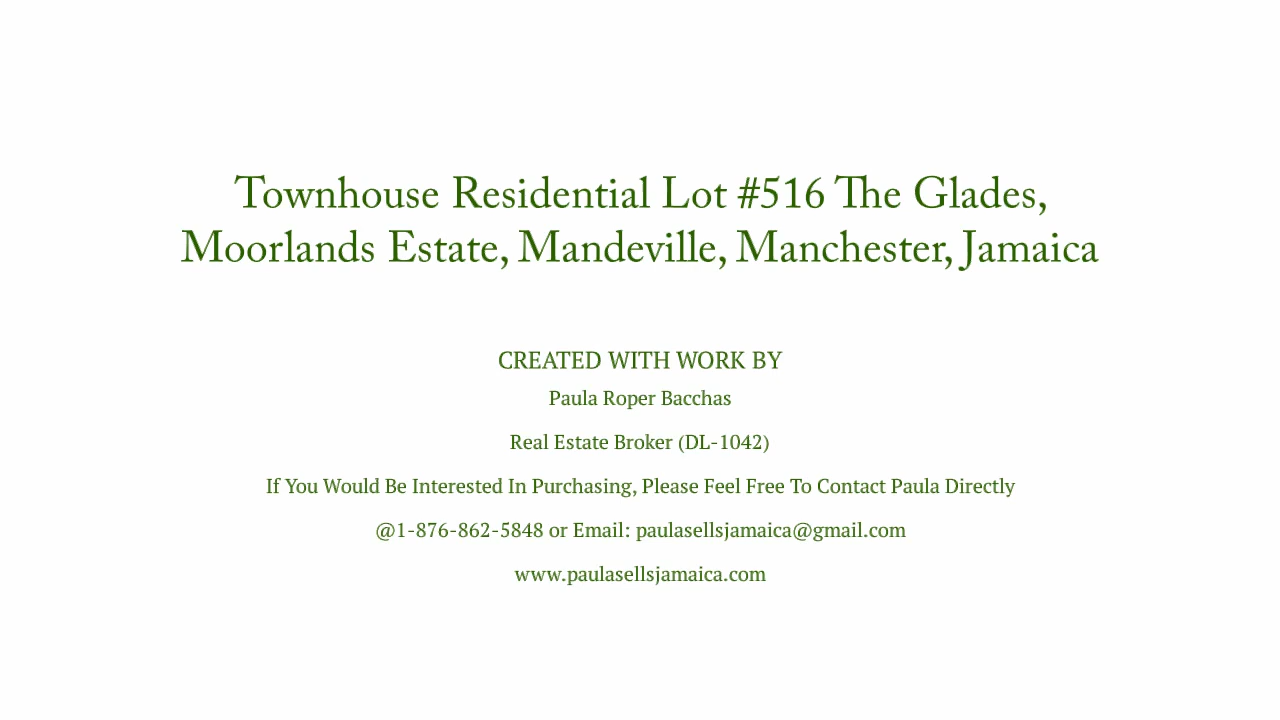 Townhouse Residential Lot #516 The Glades,
Moorlands Estate, Mandeville, Manchester, Jamaica
CREATED WITH WORK BY
Paula Roper Bacchas
Real Estate Broker (DL-1042)
If You Would Be Interested In Purchasing, Please Feel Free To Contact Paula Directly
@1-876-862-5848 or Email: paulasellsjamaica@gmail.com
www.paulasellsjamaica.com